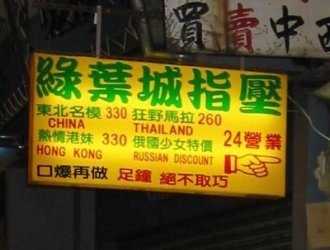 買賣中西
綠葉城指壓
東北名模 330 狂野馬拉 260
CHINA THAILAND
熱情港妹 330 俄國少女特價 24營業
HONG KONG RUSSIAN DISCOUNT
口爆再做 足鐘 絕不取巧